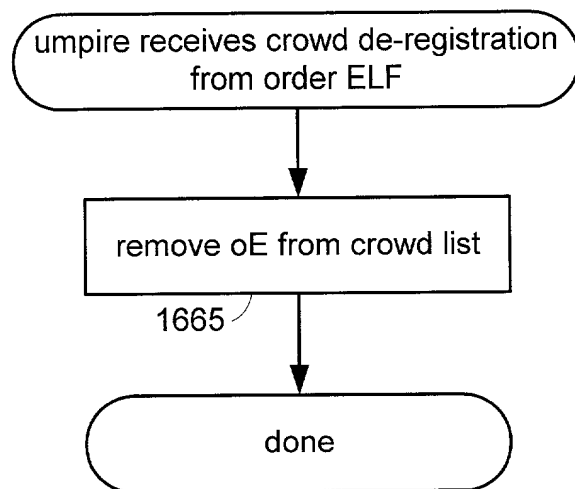 umpire receives crowd de-registration
from order ELF
remove oE from crowd list
1665
done